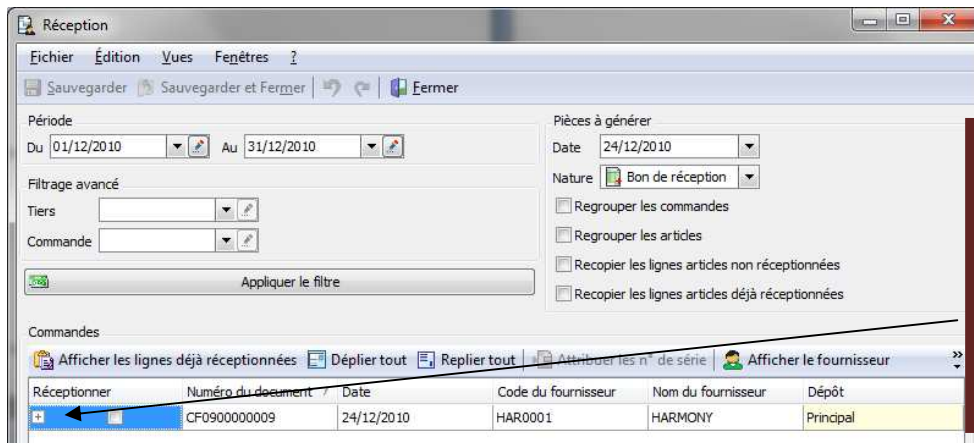 Réception
Fichier Édition Vues Fenêtres ?
Sauvegarder Sauvegarder et Fermer Fermer
Période
Du 01/12/2010 Au 31/12/2010
Filtrage avancé
Tiers
Commande
Appliquer le filtre
Pièces à générer
Date 24/12/2010
Nature Bon de réception
Regrouper les commandes
Regrouper les articles
Recopier les lignes articles non réceptionnées
Recopier les lignes articles déjà réceptionnées
Commandes
Afficher les lignes déjà réceptionnées Déplier tout Replier tout Attribuer les n° de série Afficher le fournisseur »
Réceptionner Numéro du document Date Code du fournisseur Nom du fournisseur Dépôt
CF0900000009 24/12/2010 HAR0001 HARMONY Principal